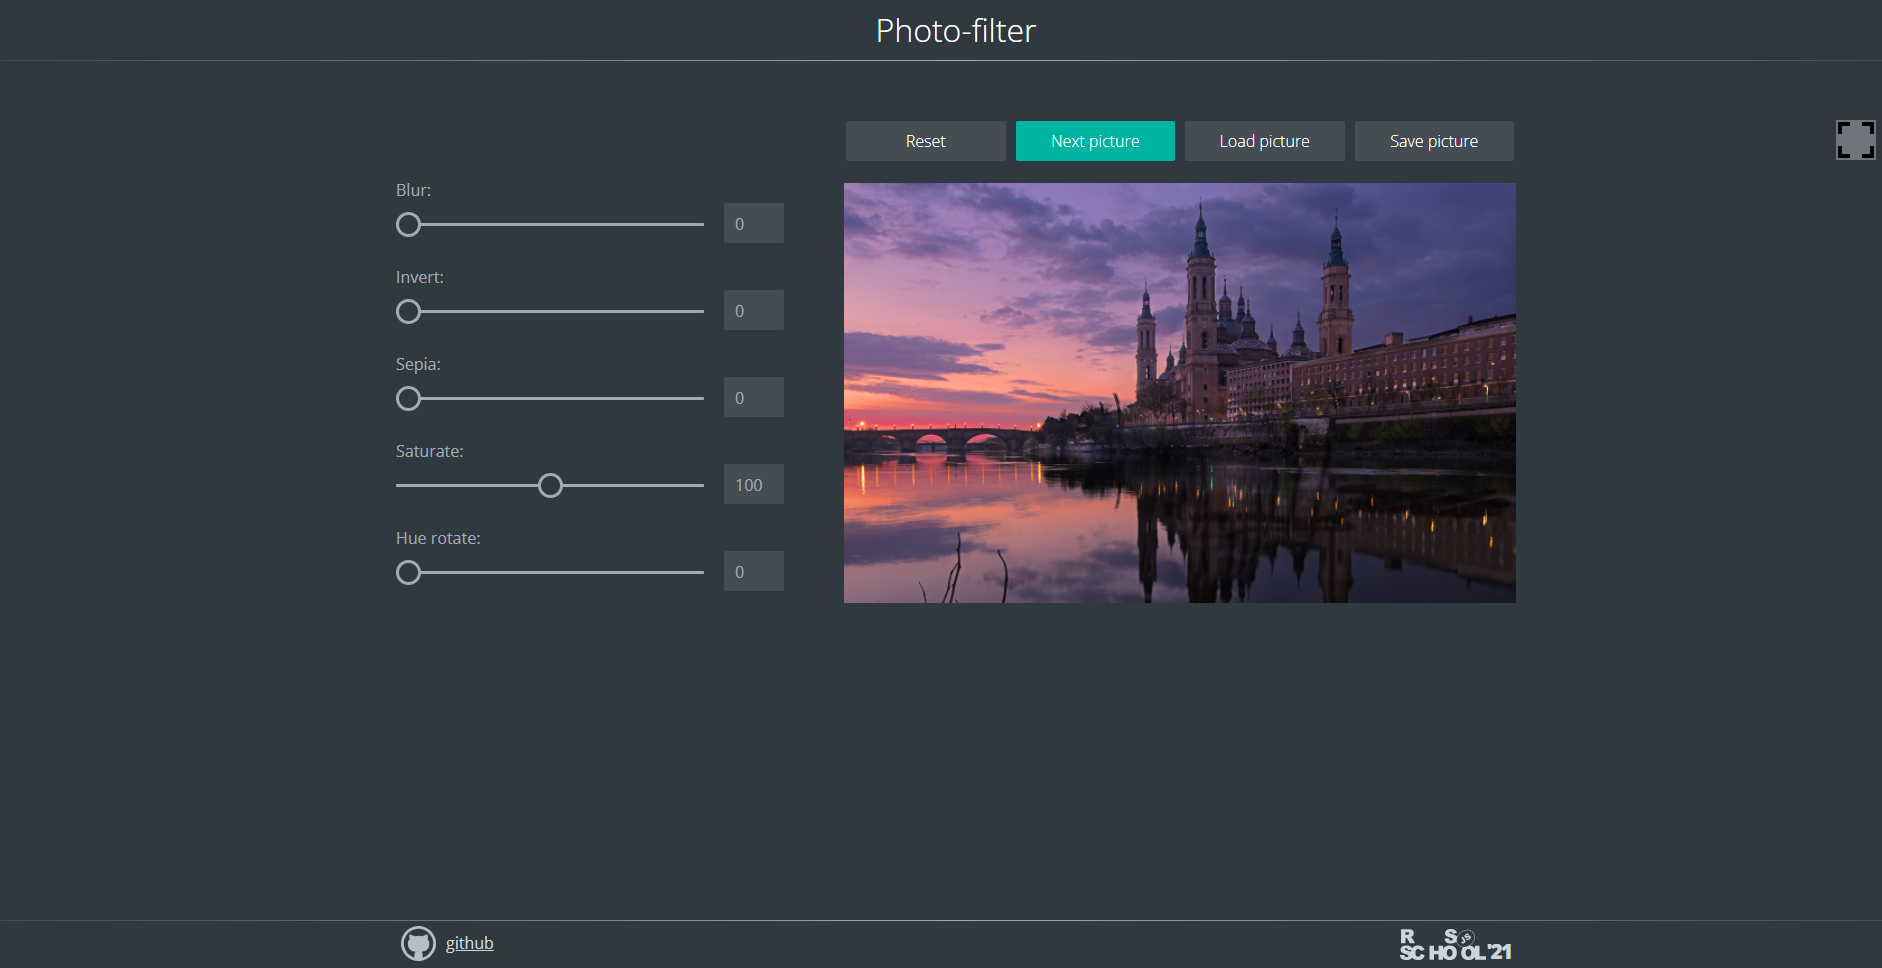 Photo-filter
Reset
Next picture
Load picture
Save picture
Blur:
0
Invert:
0
Sepia:
0
Saturate:
100
Hue rotate:
0
github
R S JS
SCHOOL'21